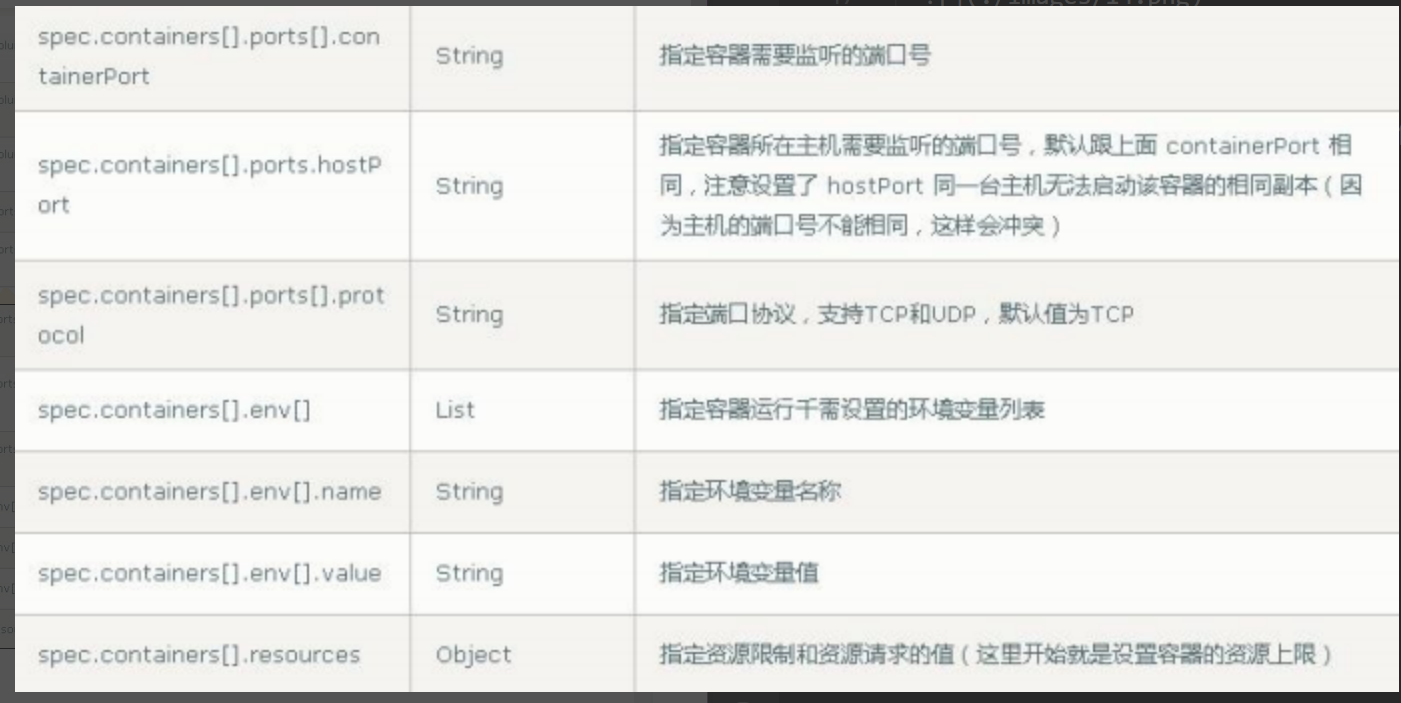 spec.containers[].ports[].con
tainerPort
String
指定容器需要监听的端口号
spec.containers[].ports.hostP
ort
String
指定容器所在主机需要监听的端口号，默认跟上面 containerPort 相
同，注意设置了 hostPort 同一台主机无法启动该容器的相同副本（因
为主机的端口号不能相同，这样会冲突）
spec.containers[].ports[].prot
ocol
String
指定端口协议，支持TCP和UDP，默认值为TCP
spec.containers[].env[]
List
指定容器运行千需设置的环境变量列表
spec.containers[].env[].name
String
指定环境变量名称
spec.containers[].env[].value
String
指定环境变量值
spec.containers[].resources
Object
指定资源限制和资源请求的值（这里开始就是设置容器的资源上限）